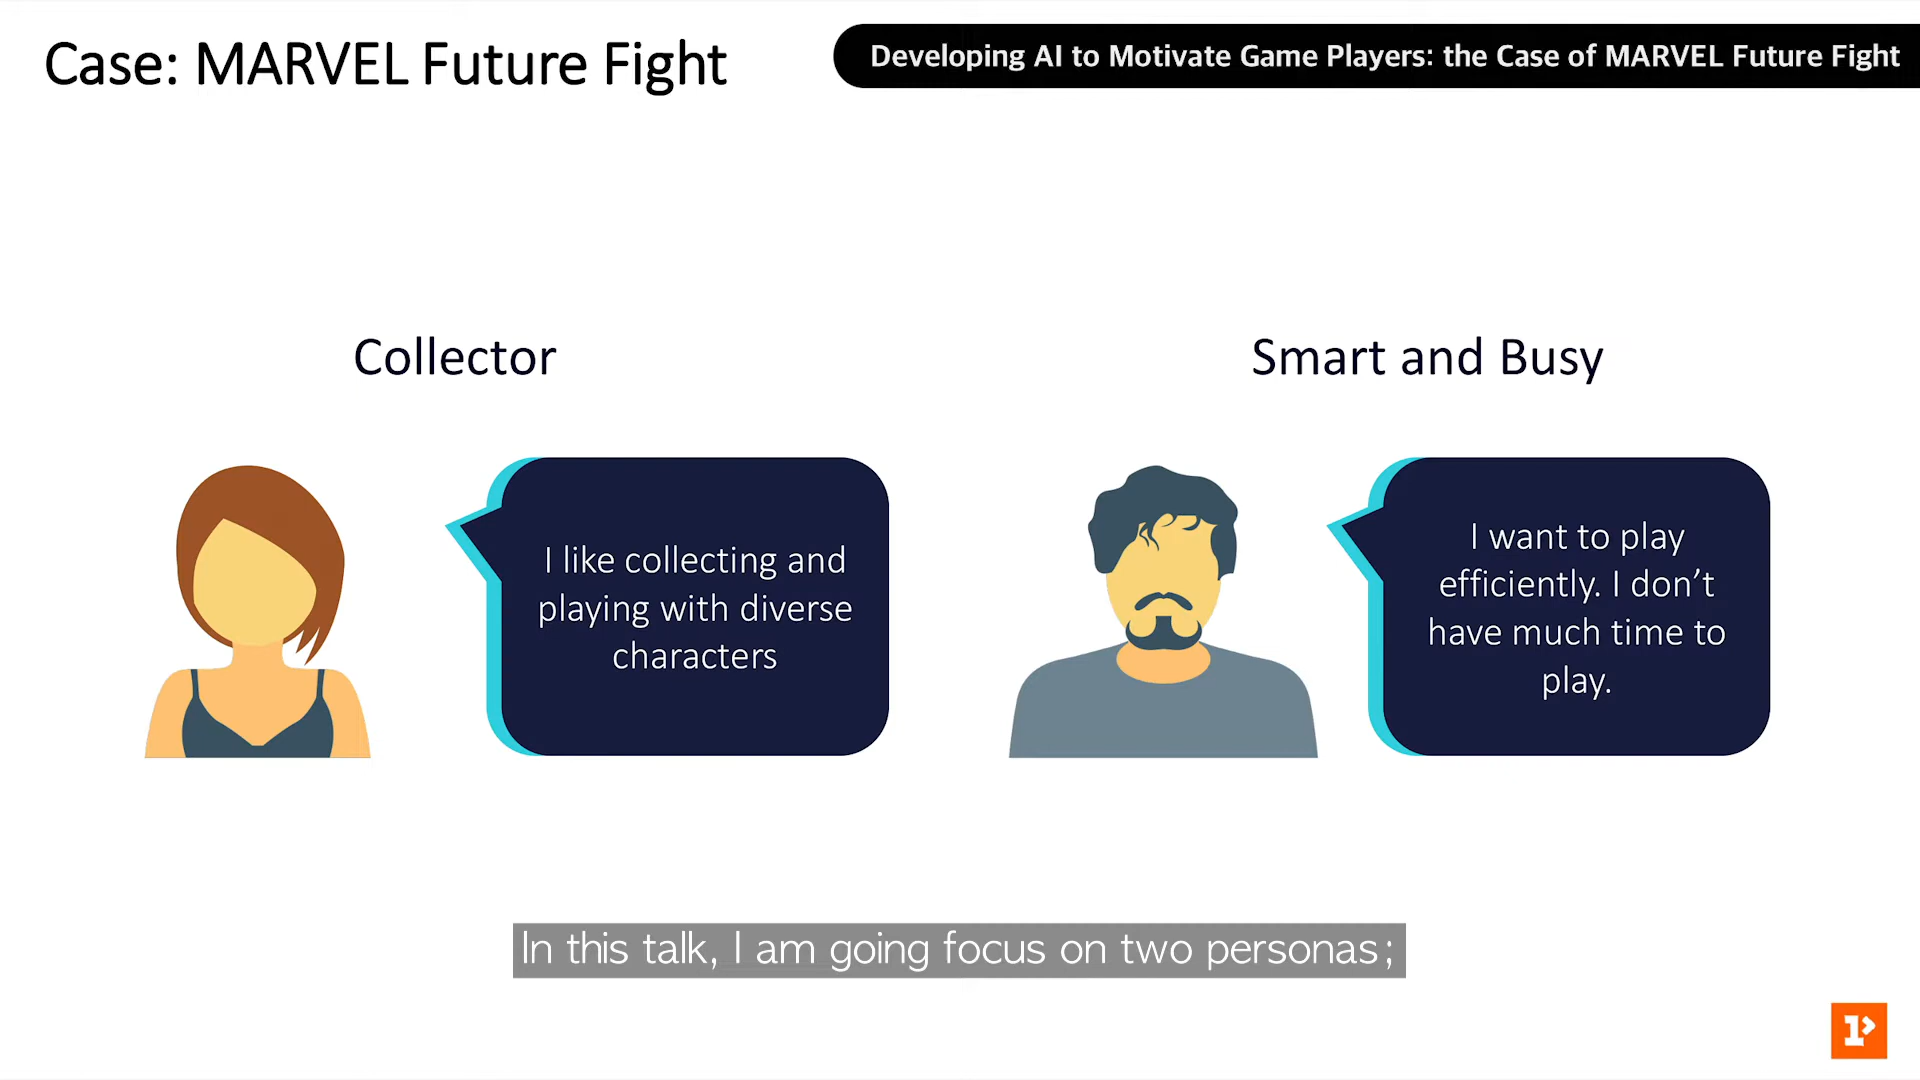 Case: MARVEL Future Fight
Developing AI to Motivate Game Players: the Case of MARVEL Future Fight
Collector
I like collecting and
playing with diverse
characters
Smart and Busy
I want to play
efficiently. I don’t
have much time to
play.
In this talk, I am going focus on two personas;